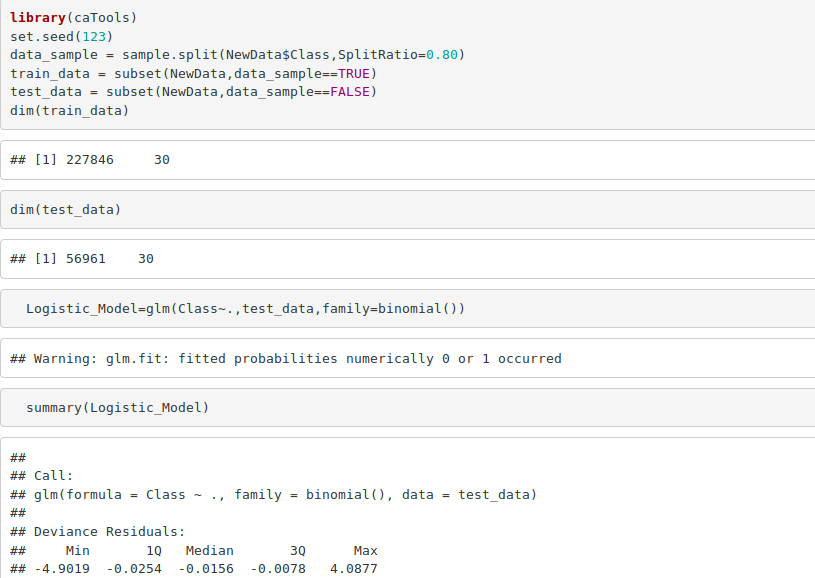 library(caTools)
set.seed(123)
data_sample = sample.split(NewData$Class,SplitRatio=0.80)
train_data = subset(NewData,data_sample==TRUE)
test_data = subset(NewData,data_sample==FALSE)
dim(train_data)
## [1] 227846     30
dim(test_data)
## [1] 56961    30
Logistic_Model=glm(Class~.,test_data,family=binomial())
## Warning: glm.fit: fitted probabilities numerically 0 or 1 occurred
summary(Logistic_Model)
##
## Call:
## glm(formula = Class ~ ., family = binomial(), data = test_data)
##
## Deviance Residuals:
##     Min       1Q   Median       3Q      Max
## -4.9019  -0.0254  -0.0156  -0.0078   4.0877